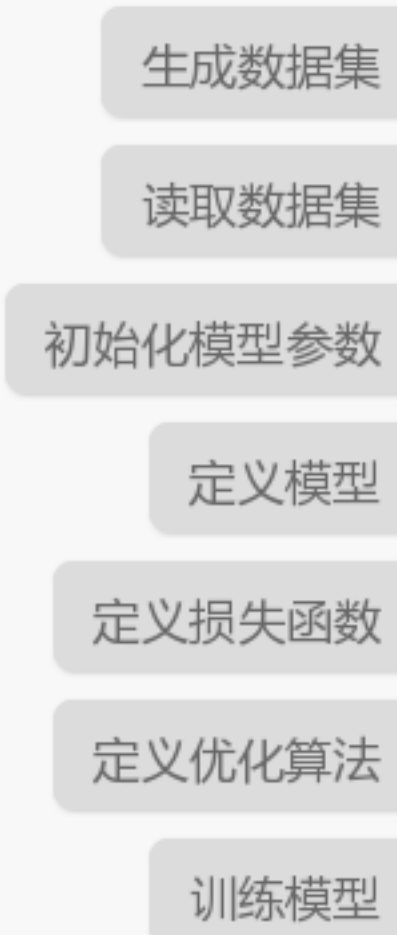 生成数据集
读取数据集
初始化模型参数
定义模型
定义损失函数
定义优化算法
训练模型